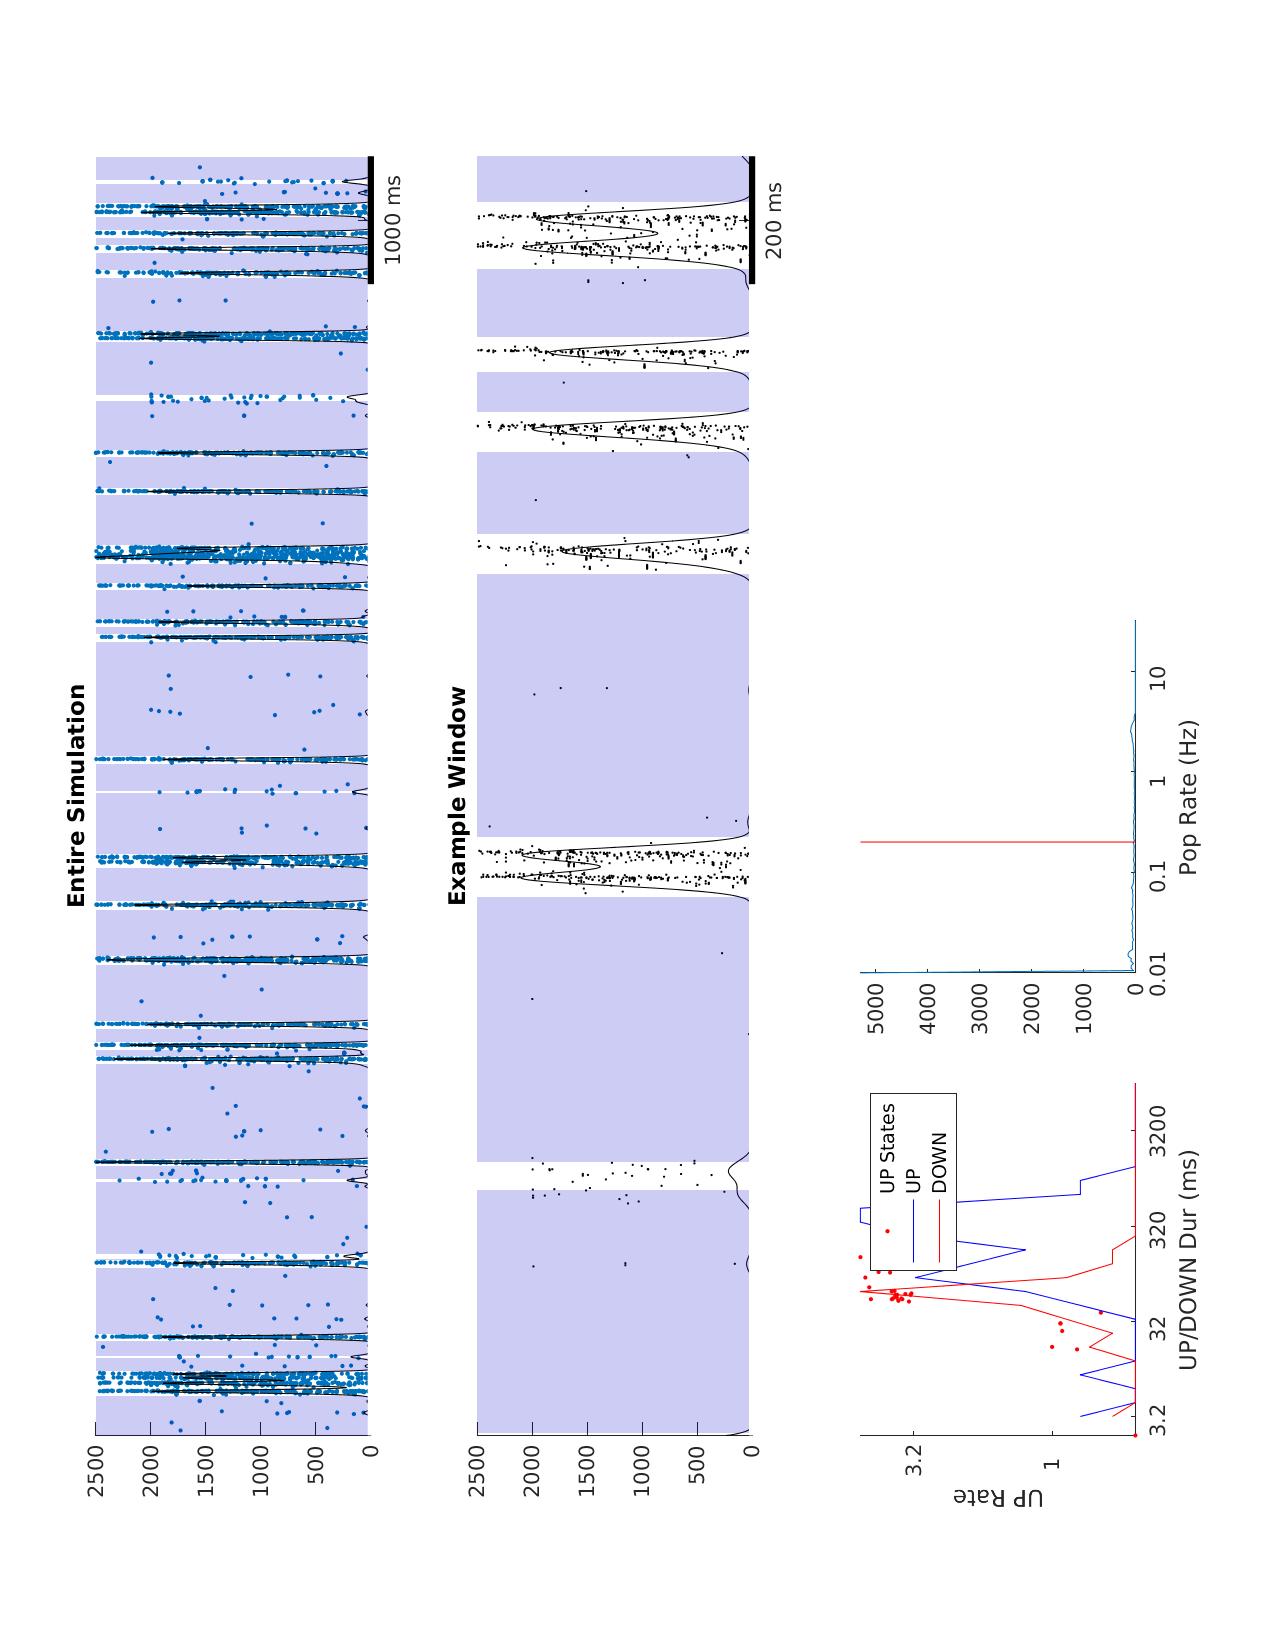 Entire Simulation
2500
2000
1500
1000
500
0
1000 ms
Example Window
2500
2000
1500
1000
500
0
200 ms
UP Rate
3.2
1
3.2 32 320 3200
UP/DOWN Dur (ms)
UP States
UP
DOWN
5000
4000
3000
2000
1000
0
0.01 0.1 1 10
Pop Rate (Hz)